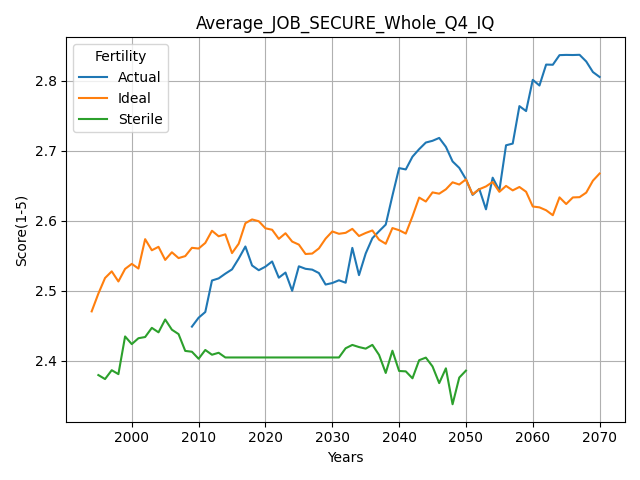 Average_JOB_SECURE_Whole_Q4_IQ
Fertility
Actual
Ideal
Sterile
Score(1-5)
2.8
2.7
2.6
2.5
2.4
2000 2010 2020 2030 2040 2050 2060 2070
Years